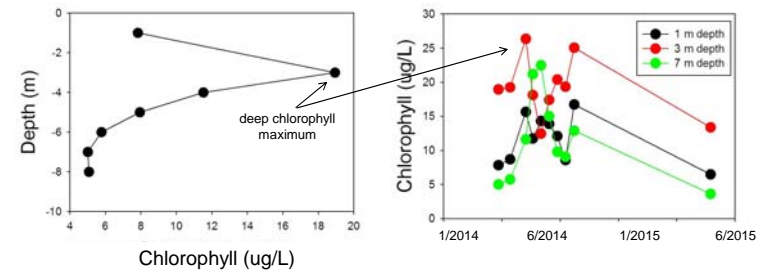 -0
-2
-4
-6
-8
-10
4 6 8 10 12 14 16 18 20
Depth (m)
Chlorophyll (ug/L)
deep chlorophyll
maximum
30
25
20
15
10
5
0
1/2014 6/2014 1/2015 6/2015
Chlorophyll (ug/L)
1 m depth
3 m depth
7 m depth